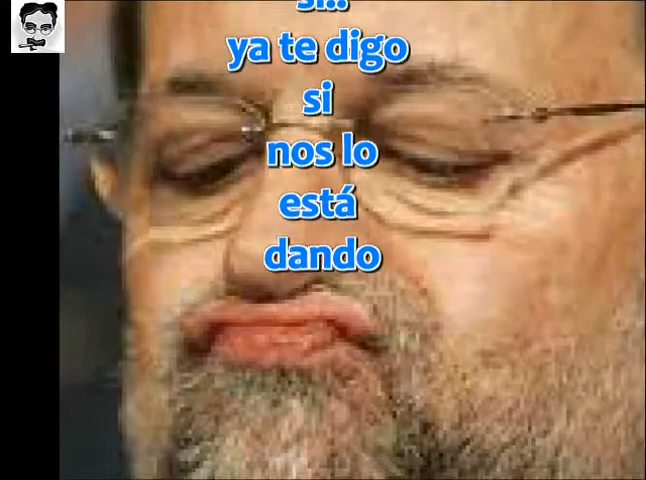 si..
ya te digo
si
nos lo
está
dando